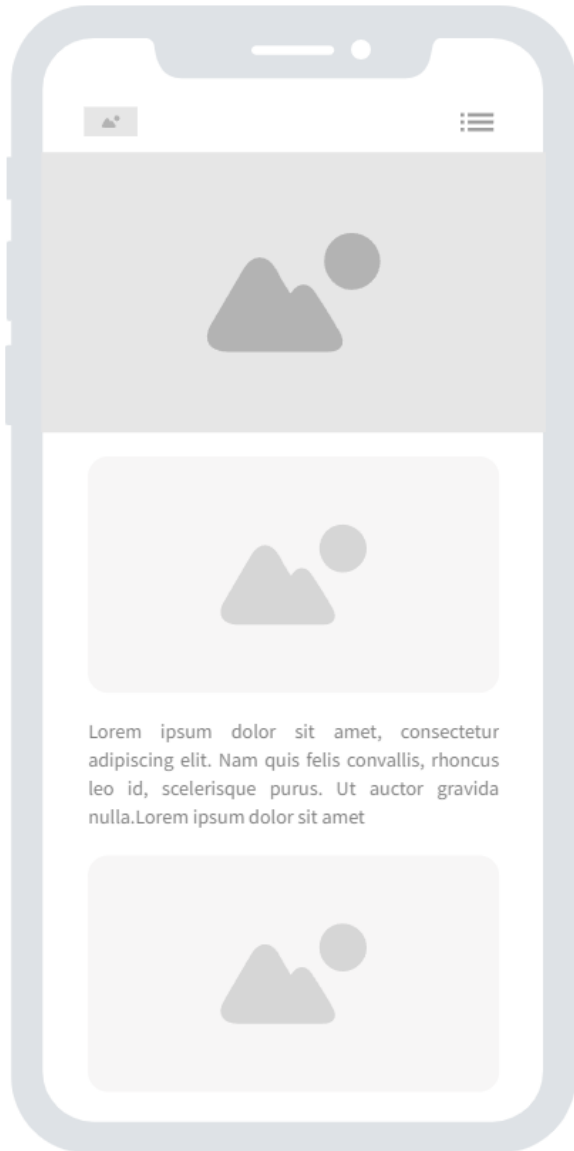 Lorem ipsum dolor sit amet, consectetur
adipiscing elit. Nam quis felis convallis, rhoncus
leo id, scelerisque purus. Ut auctor gravida
nulla.Lorem ipsum dolor sit amet